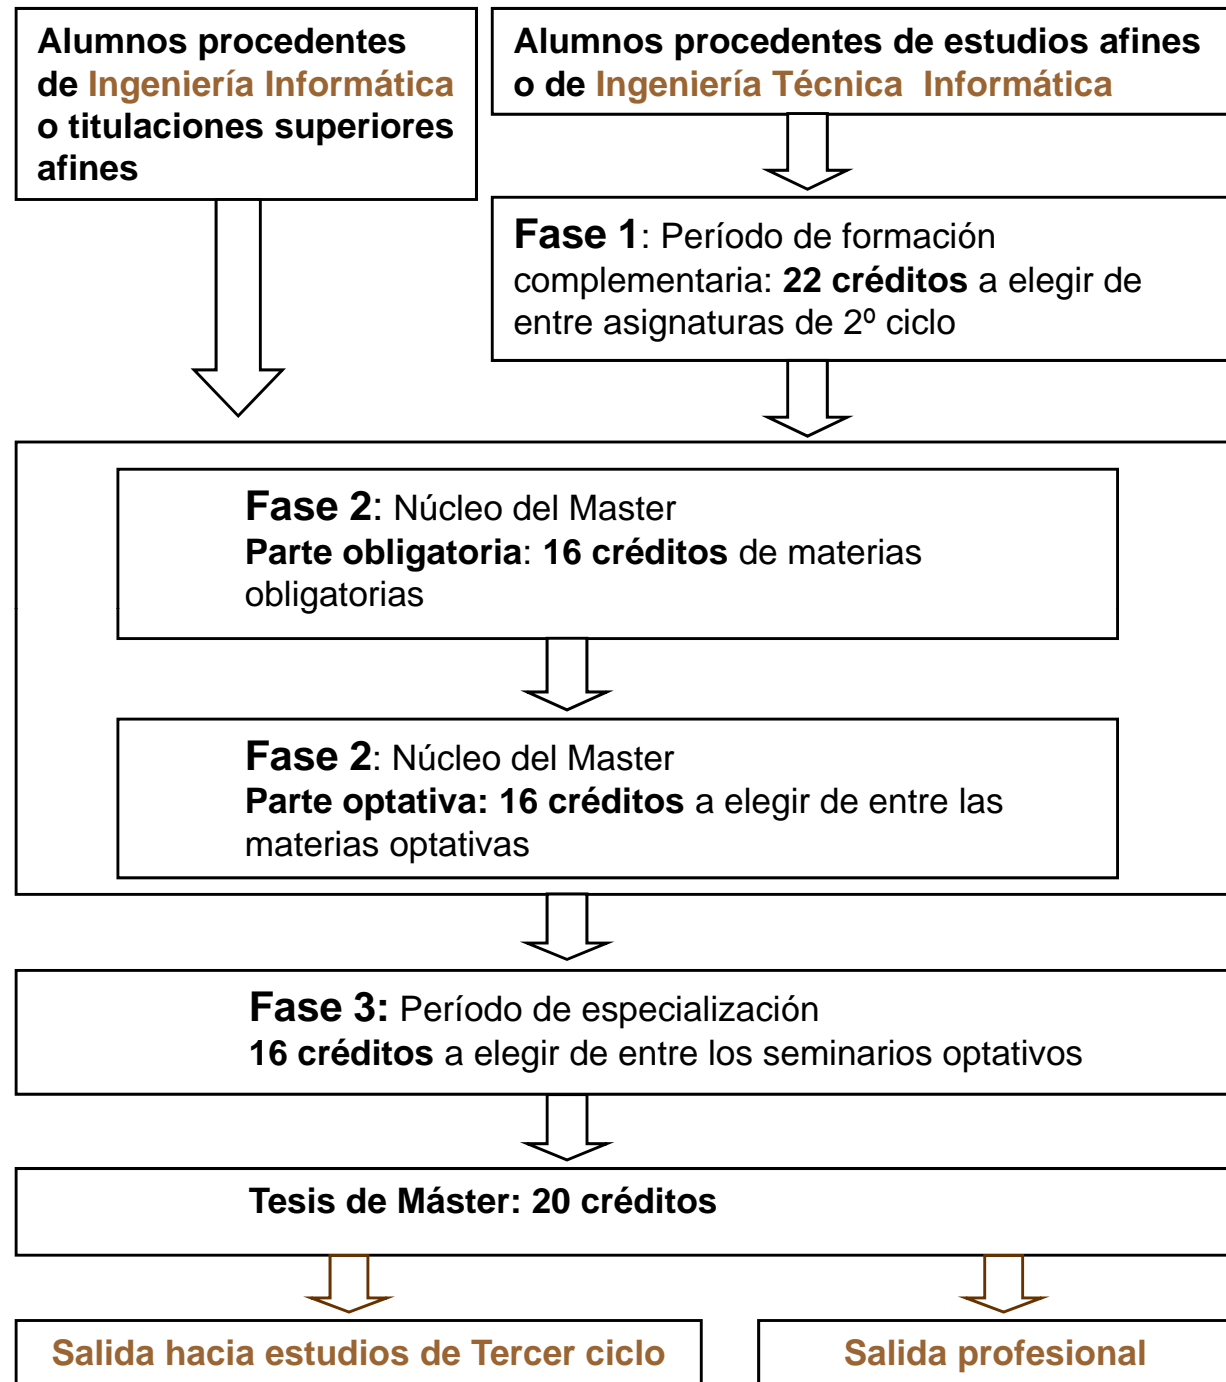 Alumnos procedentes
de Ingeniería Informática
o titulaciones superiores
afines
Alumnos procedentes de estudios afines
o de Ingeniería Técnica  Informática
Fase 1: Período de formación
complementaria: 22 créditos a elegir de
entre asignaturas de 2º ciclo
Fase 2: Núcleo del Master
Parte obligatoria: 16 créditos de materias
obligatorias
Fase 2: Núcleo del Master
Parte optativa: 16 créditos a elegir de entre las
materias optativas
Fase 3: Período de especialización
16 créditos a elegir de entre los seminarios optativos
Tesis de Máster: 20 créditos
Salida hacia estudios de Tercer ciclo
Salida profesional